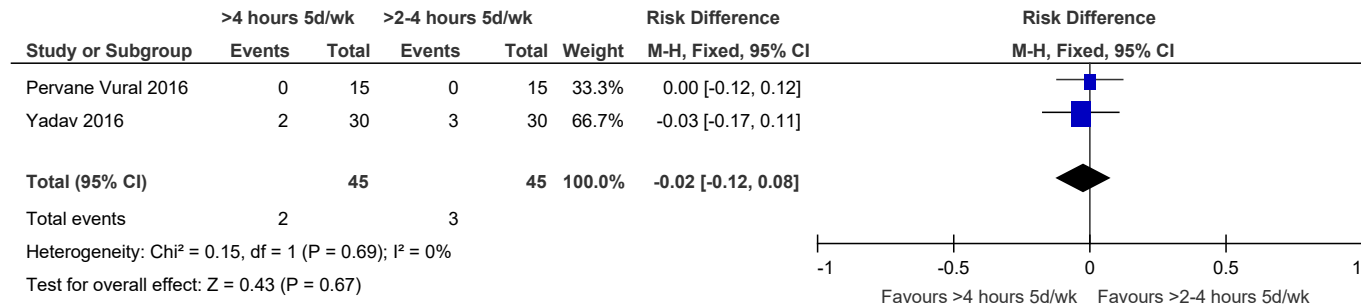 >4 hours 5d/wk >2-4 hours 5d/wk Risk Difference Risk Difference
Study or Subgroup Events Total Events Total Weight M-H, Fixed, 95% CI M-H, Fixed, 95% CI
Pervane Vural 2016 0 15 0 15 33.3% 0.00 [-0.12, 0.12]
Yadav 2016 2 30 3 30 66.7% -0.03 [-0.17, 0.11]
Total (95% CI) 45 45 100.0% -0.02 [-0.12, 0.08]
Total events 2 3
Heterogeneity: Chi² = 0.15, df = 1 (P = 0.69); I² = 0%
Test for overall effect: Z = 0.43 (P = 0.67)
-1 -0.5 0 0.5 1
Favours >4 hours 5d/wk Favours >2-4 hours 5d/wk